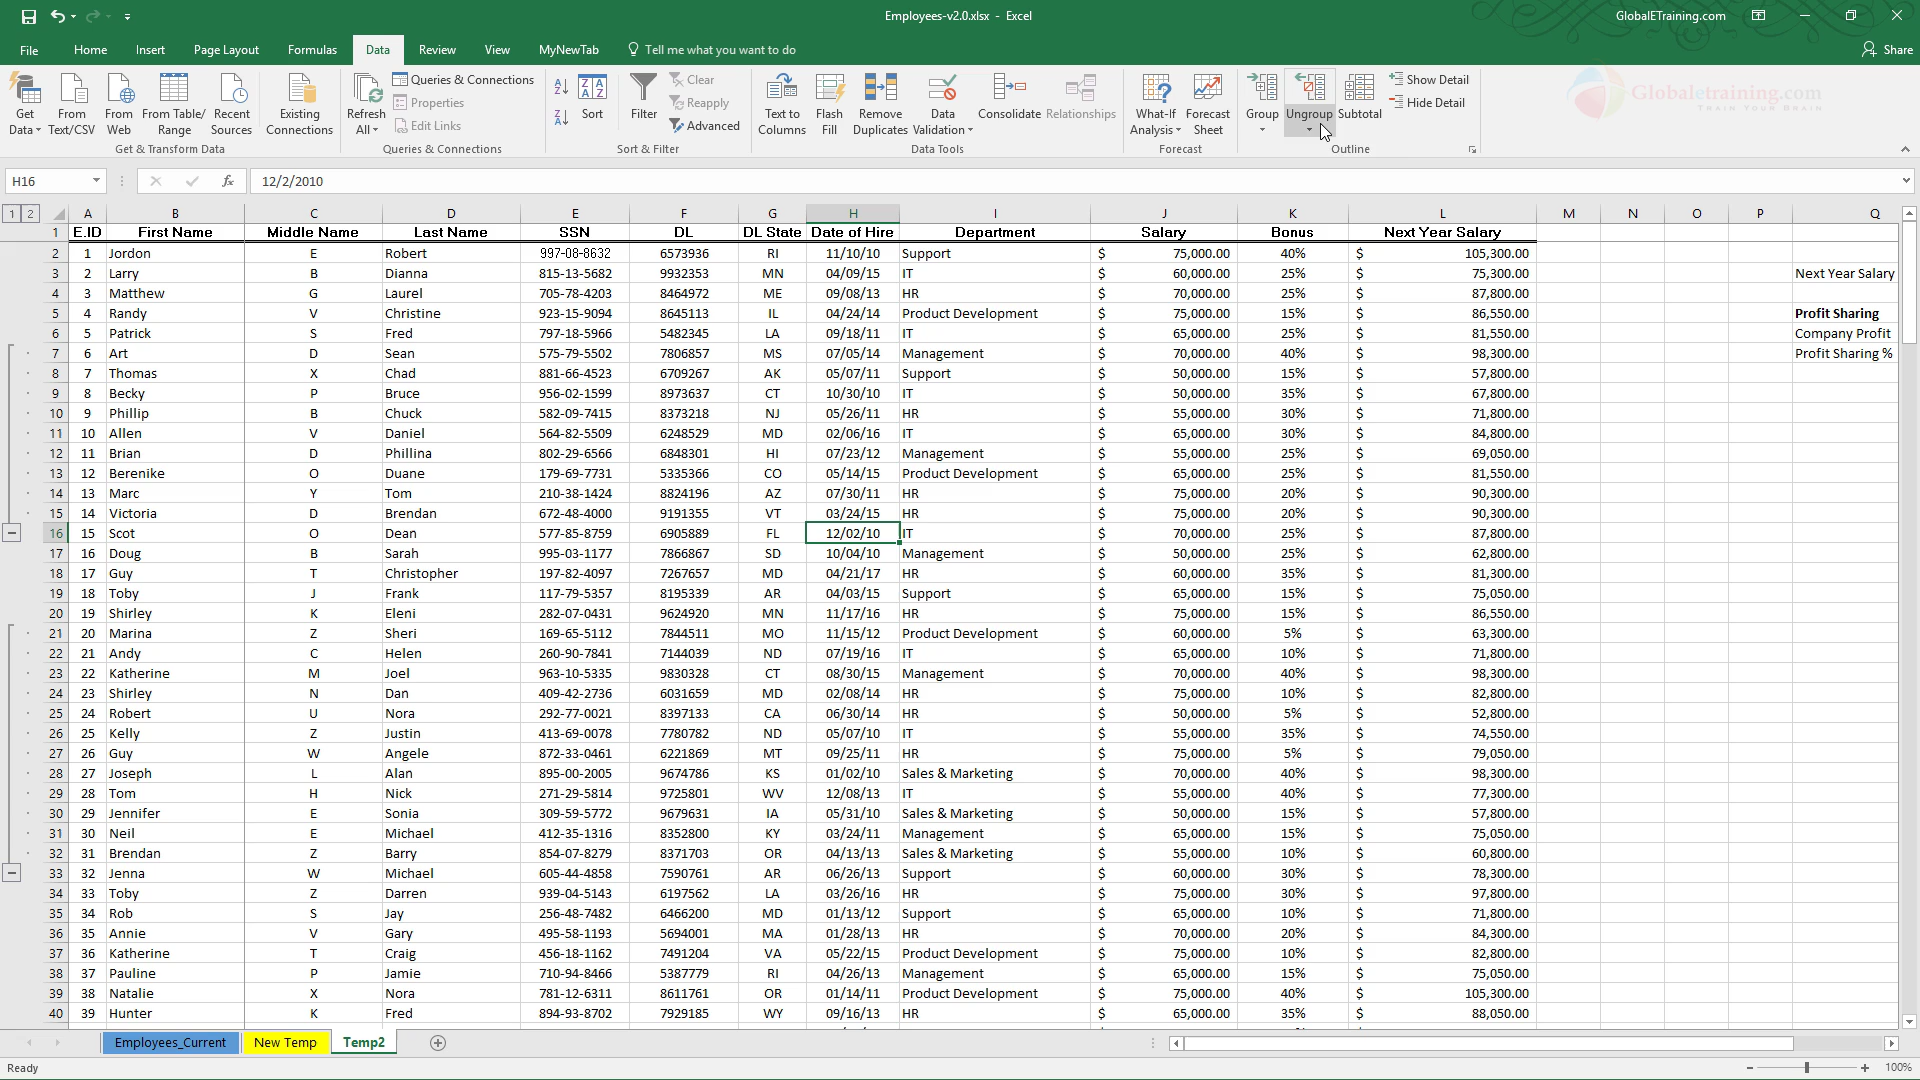 Employees-v2.0.xlsx - Excel
GlobalETraining.com
File Home Insert Page Layout Formulas Data Review View MyNewTab Tell me what you want to do Share
Get Data From Text/CSV From Web From Table/ Range Recent Sources Existing Connections
Get & Transform Data
Refresh All Queries & Connections Properties Edit Links
Queries & Connections
Sort Filter Clear Reapply Advanced
Sort & Filter
Text to Columns Flash Fill Remove Duplicates Data Validation Consolidate Relationships
Data Tools
What-If Analysis Forecast Sheet
Forecast
Group Ungroup Subtotal Show Detail Hide Detail
Outline
Globaletraining.com
TRAIN YOUR BRAIN
H16 fx 12/2/2010
1 2 A B C D E F G H I J K L M N O P Q
1 E.ID First Name Middle Name Last Name SSN DL DL State Date of Hire Department Salary Bonus Next Year Salary
2 1 Jordon E Robert 997-08-8632 6573936 RI 11/10/10 Support $ 75,000.00 40% $ 105,300.00
3 2 Larry B Dianna 815-13-5682 9932353 MN 04/09/15 IT $ 60,000.00 25% $ 75,300.00 Next Year Salary
4 3 Matthew G Laurel 705-78-4203 8464972 ME 09/08/13 HR $ 70,000.00 25% $ 87,800.00
5 4 Randy V Christine 923-15-9094 8645113 IL 04/24/14 Product Development $ 75,000.00 15% $ 86,550.00 Profit Sharing
6 5 Patrick S Fred 797-18-5966 5482345 LA 09/18/11 IT $ 65,000.00 25% $ 81,550.00 Company Profit
7 6 Art D Sean 575-79-5502 7806857 MS 07/05/14 Management $ 70,000.00 40% $ 98,300.00 Profit Sharing %
8 7 Thomas X Chad 881-66-4523 6709267 AK 05/07/11 Support $ 50,000.00 15% $ 57,800.00
9 8 Becky P Bruce 956-02-1599 8973637 CT 10/30/10 IT $ 50,000.00 35% $ 67,800.00
10 9 Phillip B Chuck 582-09-7415 8373218 NJ 05/26/11 HR $ 55,000.00 30% $ 71,800.00
11 10 Allen V Daniel 564-82-5509 6248529 MD 02/06/16 IT $ 65,000.00 30% $ 84,800.00
12 11 Brian D Phillina 802-29-6566 6848301 HI 07/23/12 Management $ 55,000.00 25% $ 69,050.00
13 12 Berenike O Duane 179-69-7731 5335366 CO 05/14/15 Product Development $ 65,000.00 25% $ 81,550.00
14 13 Marc Y Tom 210-38-1424 8824196 AZ 07/30/11 HR $ 75,000.00 20% $ 90,300.00
15 14 Victoria D Brendan 672-48-4000 9191355 VT 03/24/15 HR $ 75,000.00 20% $ 90,300.00
16 15 Scot O Dean 577-85-8759 6905889 FL 12/02/10 IT $ 70,000.00 25% $ 87,800.00
17 16 Doug B Sarah 995-03-1177 7866867 SD 10/04/10 Management $ 50,000.00 25% $ 62,800.00
18 17 Guy T Christopher 197-82-4097 7267657 MD 04/21/17 HR $ 60,000.00 35% $ 81,300.00
19 18 Toby J Frank 117-79-5357 8195339 AR 04/03/15 Support $ 65,000.00 15% $ 75,050.00
20 19 Shirley K Eleni 282-07-0431 9624920 MN 11/17/16 HR $ 75,000.00 15% $ 86,550.00
21 20 Marina Z Sheri 169-65-5112 7844511 MO 11/15/12 Product Development $ 60,000.00 5% $ 63,300.00
22 21 Andy C Helen 260-90-7841 7144039 ND 07/19/16 IT $ 65,000.00 10% $ 71,800.00
23 22 Katherine M Joel 963-10-5335 9830328 CT 08/30/15 Management $ 70,000.00 40% $ 98,300.00
24 23 Shirley N Dan 409-42-2736 6031659 MD 02/08/14 HR $ 75,000.00 10% $ 82,800.00
25 24 Robert U Nora 292-77-0021 8397133 CA 06/30/14 HR $ 50,000.00 5% $ 52,800.00
26 25 Kelly Z Justin 413-69-0078 7780782 ND 05/07/10 IT $ 55,000.00 35% $ 74,550.00
27 26 Guy W Angele 872-33-0461 6221869 MT 09/25/11 HR $ 75,000.00 5% $ 79,050.00
28 27 Joseph L Alan 895-00-2005 9674786 KS 01/02/10 Sales & Marketing $ 70,000.00 40% $ 98,300.00
29 28 Tom H Nick 271-29-5814 9725801 WV 12/08/13 IT $ 55,000.00 40% $ 77,300.00
30 29 Jennifer E Sonia 309-59-5772 9679631 IA 05/31/10 Sales & Marketing $ 50,000.00 15% $ 57,800.00
31 30 Neil E Michael 412-35-1316 8352800 KY 03/24/11 Management $ 65,000.00 15% $ 75,050.00
32 31 Brendan Z Barry 854-07-8279 8371703 OR 04/13/13 Sales & Marketing $ 55,000.00 10% $ 60,800.00
33 32 Jenna W Michael 605-44-4858 7590761 AR 06/26/13 Support $ 60,000.00 30% $ 78,300.00
34 33 Toby Z Darren 939-04-5143 6197562 LA 03/26/16 HR $ 75,000.00 30% $ 97,800.00
35 34 Rob S Jay 256-48-7482 6466200 MD 01/13/12 Support $ 65,000.00 10% $ 71,800.00
36 35 Annie V Gary 495-58-1193 5694001 MA 01/28/13 HR $ 70,000.00 20% $ 84,300.00
37 36 Katherine T Craig 456-18-1162 7491204 VA 05/22/15 Product Development $ 75,000.00 10% $ 82,800.00
38 37 Pauline P Jamie 710-94-8466 5387779 RI 04/26/13 Management $ 65,000.00 15% $ 75,050.00
39 38 Natalie X Nora 781-12-6311 8611761 OR 01/14/11 Product Development $ 75,000.00 40% $ 105,300.00
40 39 Hunter K Fred 894-93-8702 7929185 WY 09/16/13 HR $ 65,000.00 35% $ 88,050.00
Employees_Current New Temp Temp2
Ready 100%